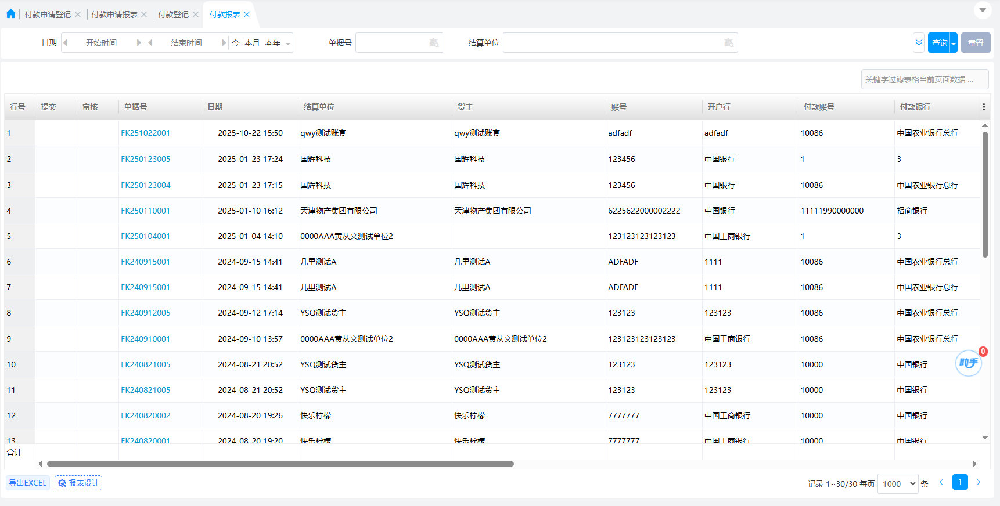 付款申请登记 付款申请报表 付款登记 付款报表
日期 开始时间 - 结束时间 今 本月 本年 单据号 高 结算单位 高 查询 重置
关键字过滤表格当前页面数据 ...
行号 提交 审核 单据号 日期 结算单位 货主 账号 开户行 付款账号 付款银行
1 FK251022001 2025-10-22 15:50 qwy测试账套 qwy测试账套 adfadf adfadf 10086 中国农业银行总行
2 FK250123005 2025-01-23 17:24 国辉科技 国辉科技 123456 中国银行 1 3
3 FK250123004 2025-01-23 17:15 国辉科技 国辉科技 123456 中国银行 10086 中国农业银行总行
4 FK250110001 2025-01-10 16:12 天津物产集团有限公司 天津物产集团有限公司 6225622000002222 中国银行 11111990000000 招商银行
5 FK250104001 2025-01-04 14:10 0000AAA黄从文测试单位2 123123123123123 中国工商银行 1 3
6 FK240915001 2024-09-15 14:41 几里测试A 几里测试A ADFADF 1111 10086 中国农业银行总行
7 FK240915001 2024-09-15 14:41 几里测试A 几里测试A ADFADF 1111 10086 中国农业银行总行
8 FK240912005 2024-09-12 17:14 YSQ测试货主 YSQ测试货主 123123 123123 10086 中国农业银行总行
9 FK240910001 2024-09-10 13:57 0000AAA黄从文测试单位2 0000AAA黄从文测试单位2 123123123123123 中国工商银行 10086 中国农业银行总行
10 FK240821005 2024-08-21 20:52 YSQ测试货主 YSQ测试货主 123123 123123 10000 中国银行
助手 0
11 FK240821005 2024-08-21 20:52 YSQ测试货主 YSQ测试货主 123123 123123 10000 中国银行
12 FK240820002 2024-08-20 19:26 快乐柠檬 快乐柠檬 7777777 中国工商银行 10000 中国银行
13 FK240820001 2024-08-20 19:20 快乐柠檬 快乐柠檬 7777777 中国工商银行 10000 中国银行
合计
导出EXCEL 报表设计 记录 1~30/30 每页 1000 条 1